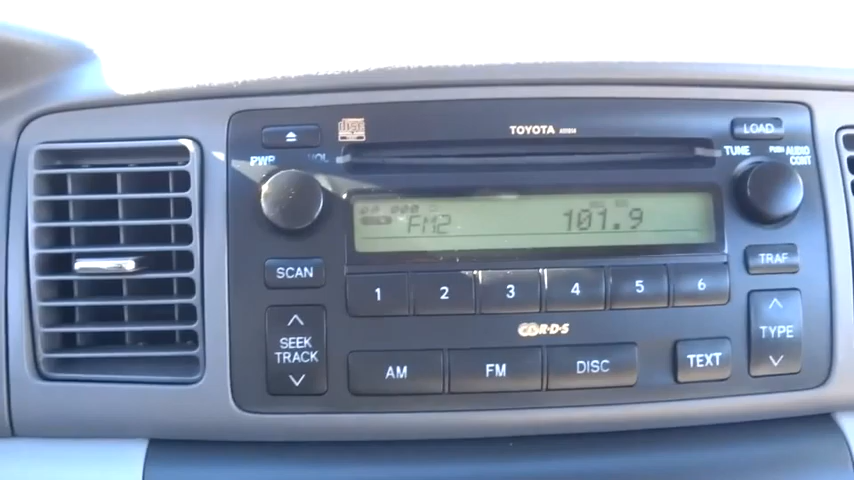 disc
TOYOTA
LOAD
PWR VOL
TUNE PUSH AUDIO CONT
FM2 101.9
SCAN
TRAF
1 2 3 4 5 6
SEEK
TRACK
TYPE
AM FM DISC TEXT